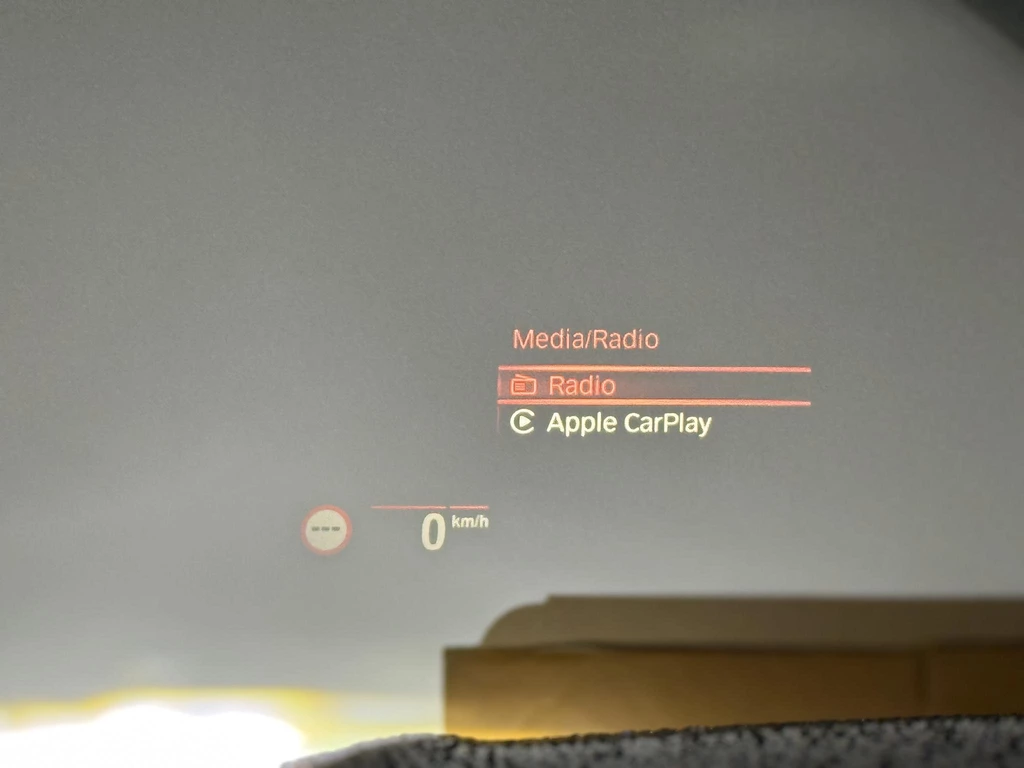 Media/Radio
Radio
Apple CarPlay
---
0 km/h